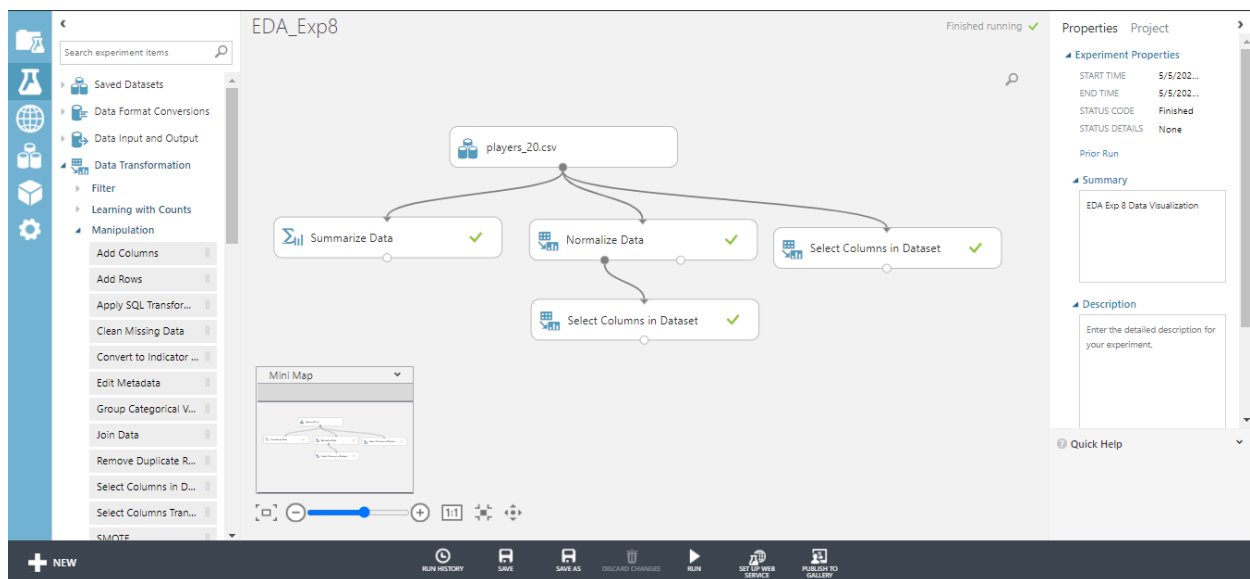 EDA_Exp8
Finished running
Search experiment items
Saved Datasets
Data Format Conversions
Data Input and Output
Data Transformation
Filter
Learning with Counts
Manipulation
Add Columns
Add Rows
Apply SQL Transfor...
Clean Missing Data
Convert to Indicator ...
Edit Metadata
Group Categorical V...
Join Data
Remove Duplicate R...
Select Columns in D...
Select Columns Tran...
SMOTE
players_20.csv
Summarize Data
Normalize Data
Select Columns in Dataset
Select Columns in Dataset
Mini Map
1:1
Properties Project
Experiment Properties
START TIME 5/5/202...
END TIME 5/5/202...
STATUS CODE Finished
STATUS DETAILS None
Prior Run
Summary
EDA Exp 8 Data Visualization
Description
Enter the detailed description for
your experiment.
Quick Help
NEW
RUN HISTORY
SAVE
SAVE AS
DISCARD CHANGES
RUN
SET UP WEB
SERVICE
PUBLISH TO
GALLERY